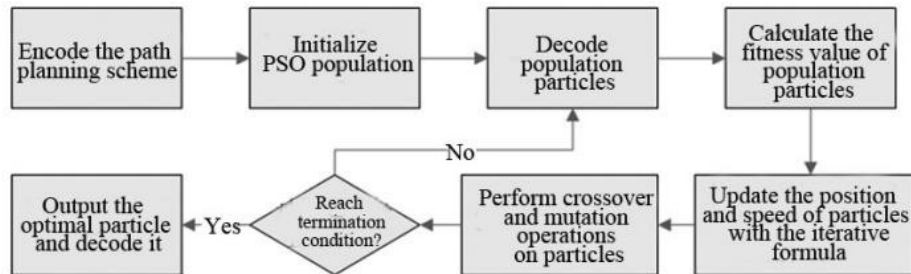 Encode the path
planning scheme
Initialize
PSO population
Decode
population
particles
Calculate the
fitness value of
population
particles
No
Output the
optimal particle
and decode it
Yes
Reach
termination
condition?
Perform crossover
and mutation
operations
on particles
Update the position
and speed of particles
with the iterative
formula